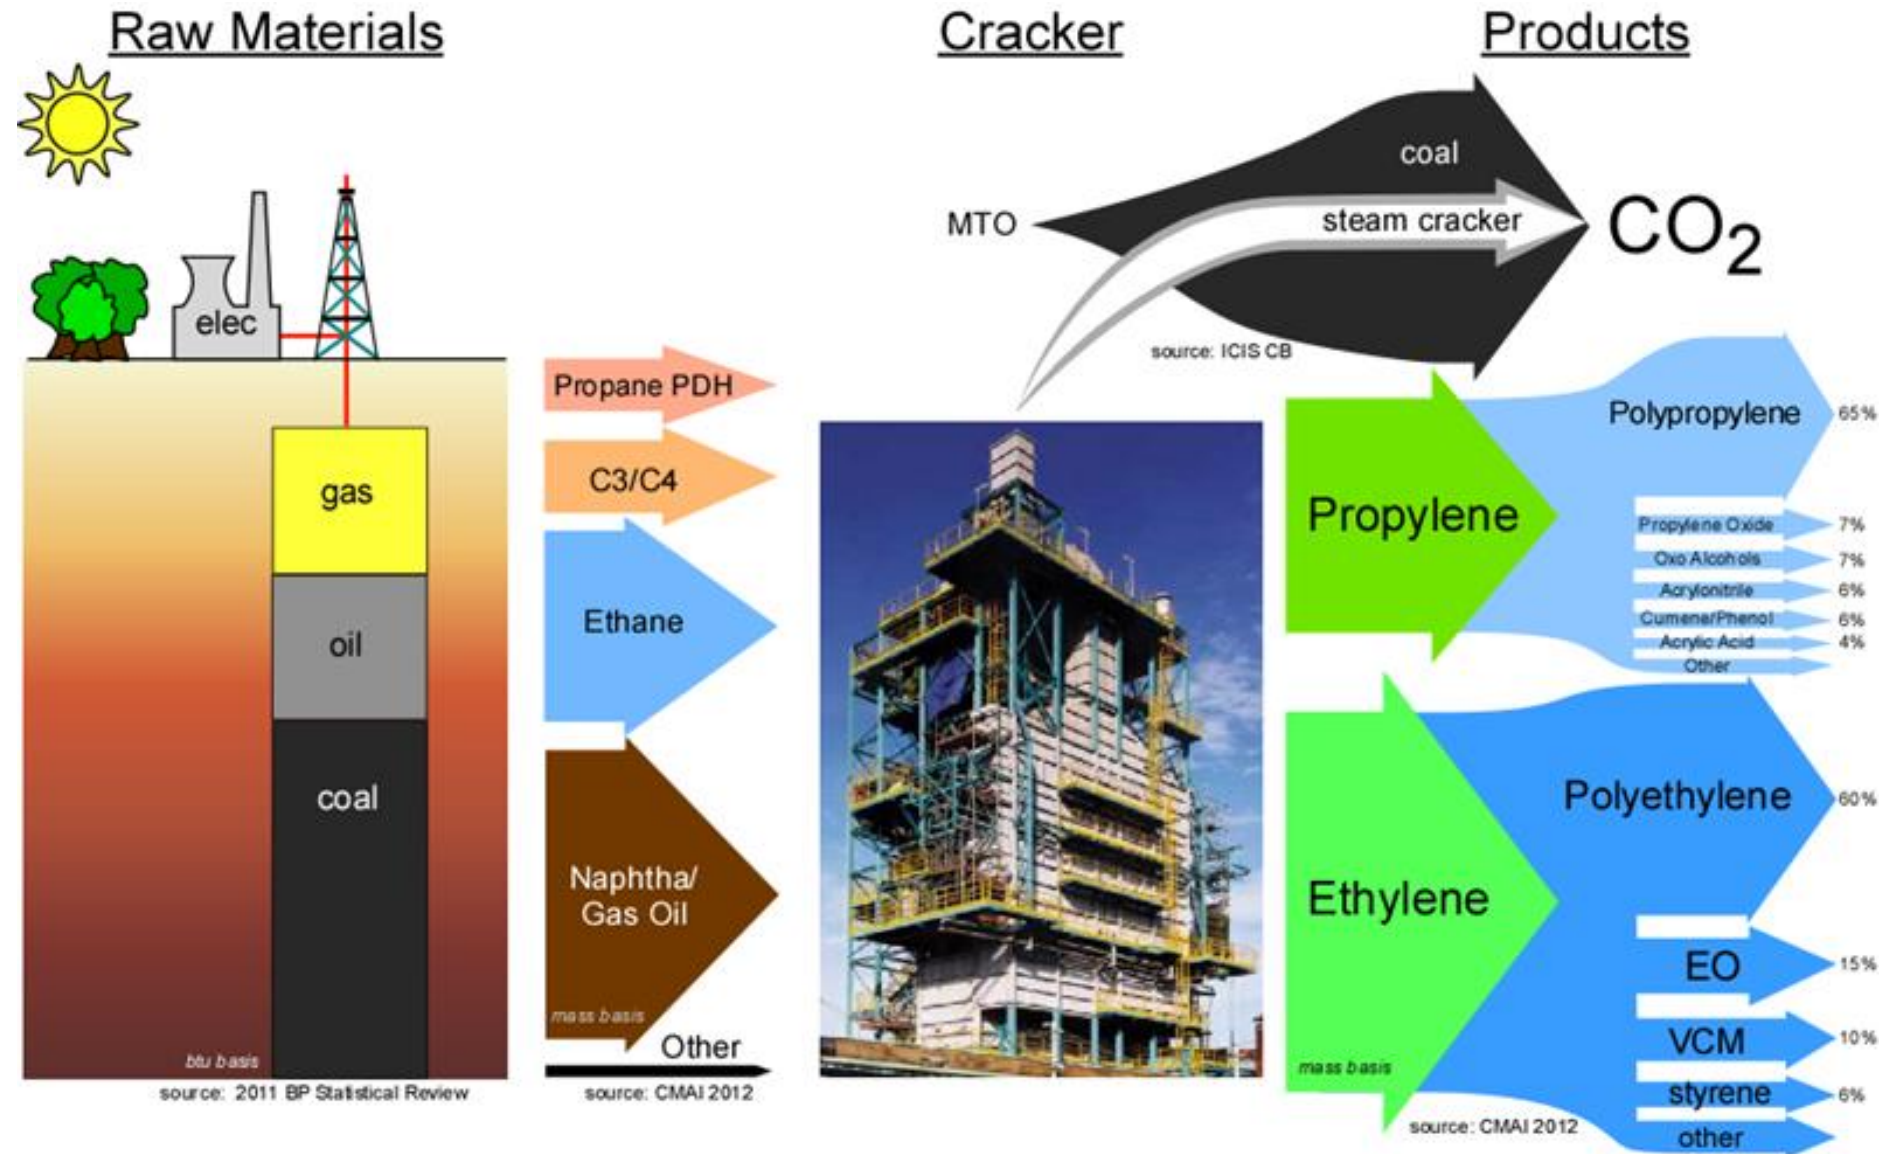 Raw Materials
Cracker
Products
elec
gas
oil
coal
btu basis
source: 2011 BP Statistical Review
Propane PDH
C3/C4
Ethane
Naphtha/
Gas Oil
mass basis
Other
source: CMAI 2012
MTO
coal
steam cracker
CO2
source: ICIS CB
Propylene
Polypropylene
65%
Propylene Oxide
7%
Oxo Alcohols
7%
Acrylonitrile
6%
Cumene/Phenol
6%
Acrylic Acid
4%
Other
Ethylene
mass basis
Polyethylene
60%
EO
15%
VCM
10%
styrene
6%
other
source: CMAI 2012